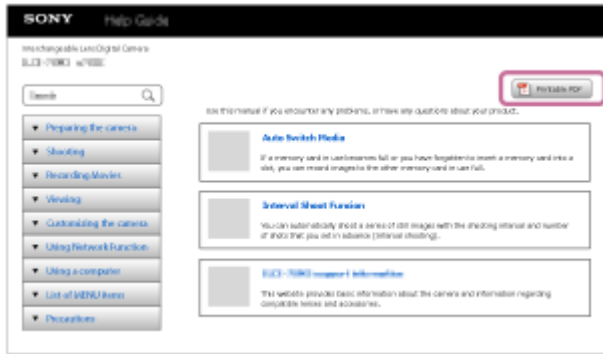 SONY Help Guide
Interchangeable Lens Digital Camera
Search
Printable PDF
Use this manual if you encounter any problems, or have any questions about your product.
Preparing the camera
Shooting
Recording Movies
Viewing
Customizing the camera
Using Network Function
Using a computer
List of MENU items
Precautions
Auto Switch Media
If a memory card in use becomes full or you have forgotten to insert a memory card into a
slot, you can record images to the other memory card in use full.
Interval Shoot Function
You can automatically shoot a series of still images with the shooting interval and number
of shots that you set in advance (Interval shooting).
support information
This website provides basic information about the camera and information regarding
compatible lenses and accessories.